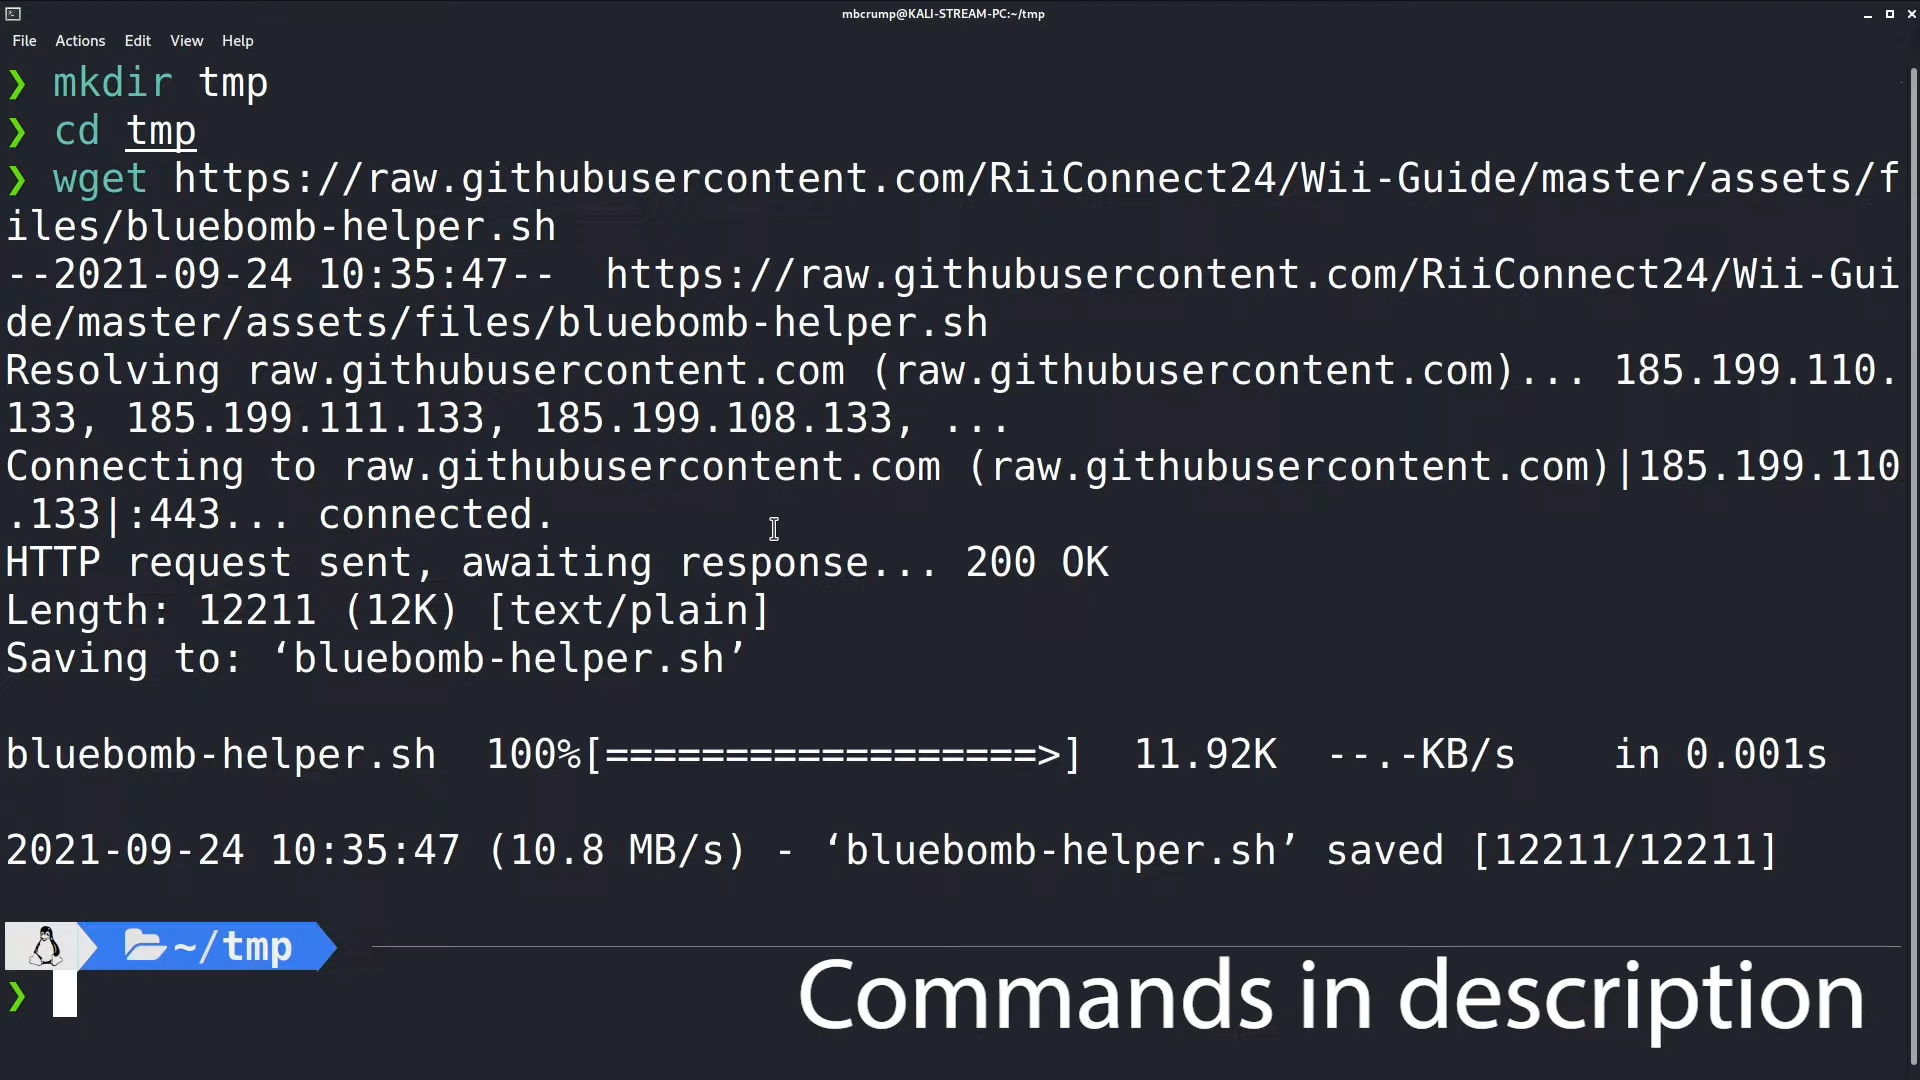 mbcrump@KALI-STREAM-PC:~/tmp
File Actions Edit View Help
❯ mkdir tmp
❯ cd tmp
❯ wget https://raw.githubusercontent.com/RiiConnect24/Wii-Guide/master/assets/f
iles/bluebomb-helper.sh
--2021-09-24 10:35:47--  https://raw.githubusercontent.com/RiiConnect24/Wii-Gui
de/master/assets/files/bluebomb-helper.sh
Resolving raw.githubusercontent.com (raw.githubusercontent.com)... 185.199.110.
133, 185.199.111.133, 185.199.108.133, ...
Connecting to raw.githubusercontent.com (raw.githubusercontent.com)|185.199.110
.133|:443... connected.
HTTP request sent, awaiting response... 200 OK
Length: 12211 (12K) [text/plain]
Saving to: ‘bluebomb-helper.sh’
bluebomb-helper.sh  100%[==================>]  11.92K  --.-KB/s    in 0.001s
2021-09-24 10:35:47 (10.8 MB/s) - ‘bluebomb-helper.sh’ saved [12211/12211]
~/tmp
❯
Commands in description